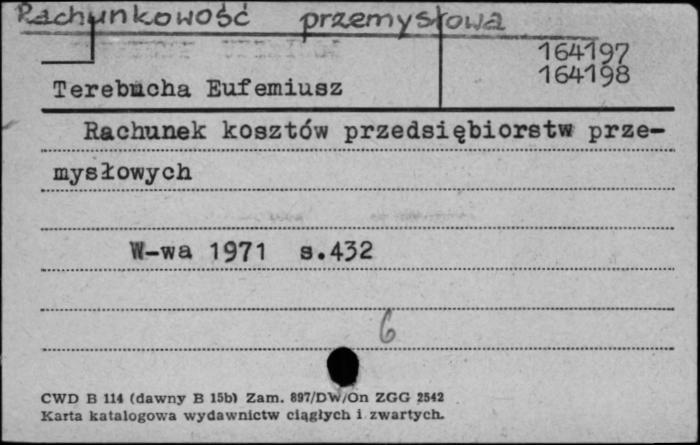 Rachunkowość przemysłowa
164197
164198
Terebucha Eufemiusz
Rachunek kosztów przedsiębiorstw prze-
mysłowych
W-wa 1971 s.432
6
CWD B 114 (dawny B 15b) Zam. 897/DW/On ZGG 2542
Karta katalogowa wydawnictw ciągłych i zwartych.